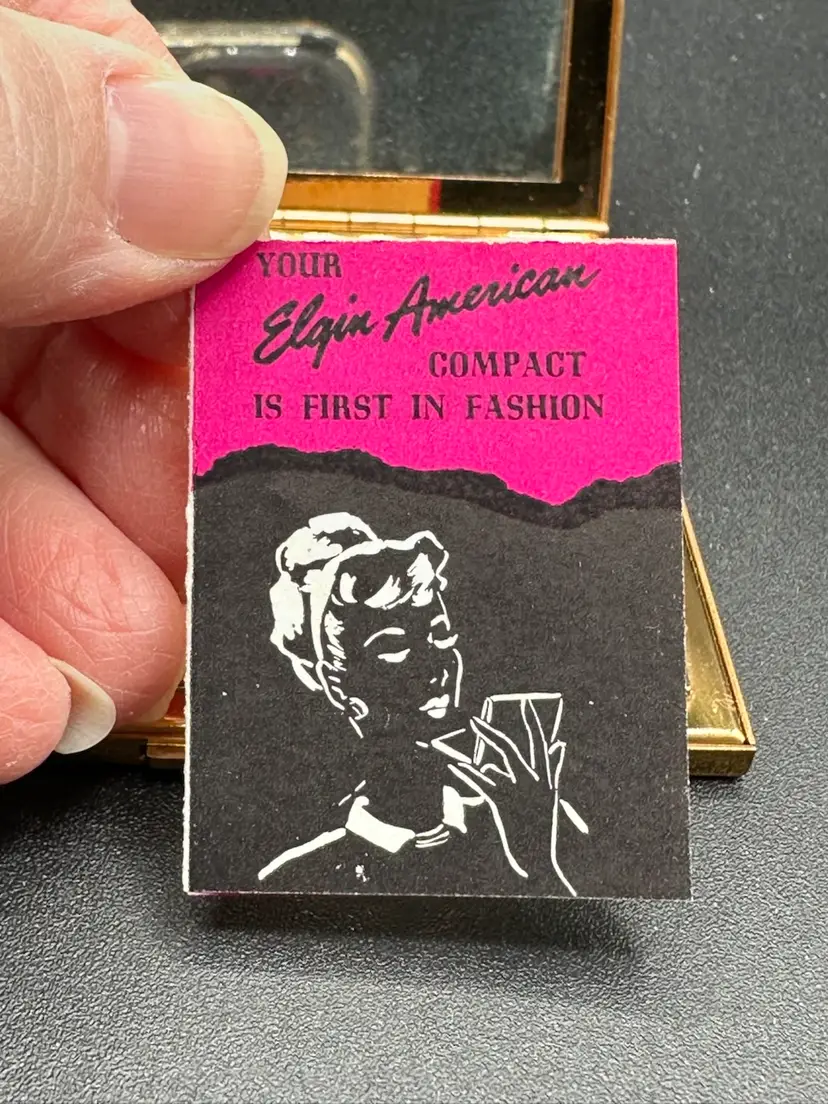 YOUR
Elgin American
COMPACT
IS FIRST IN FASHION